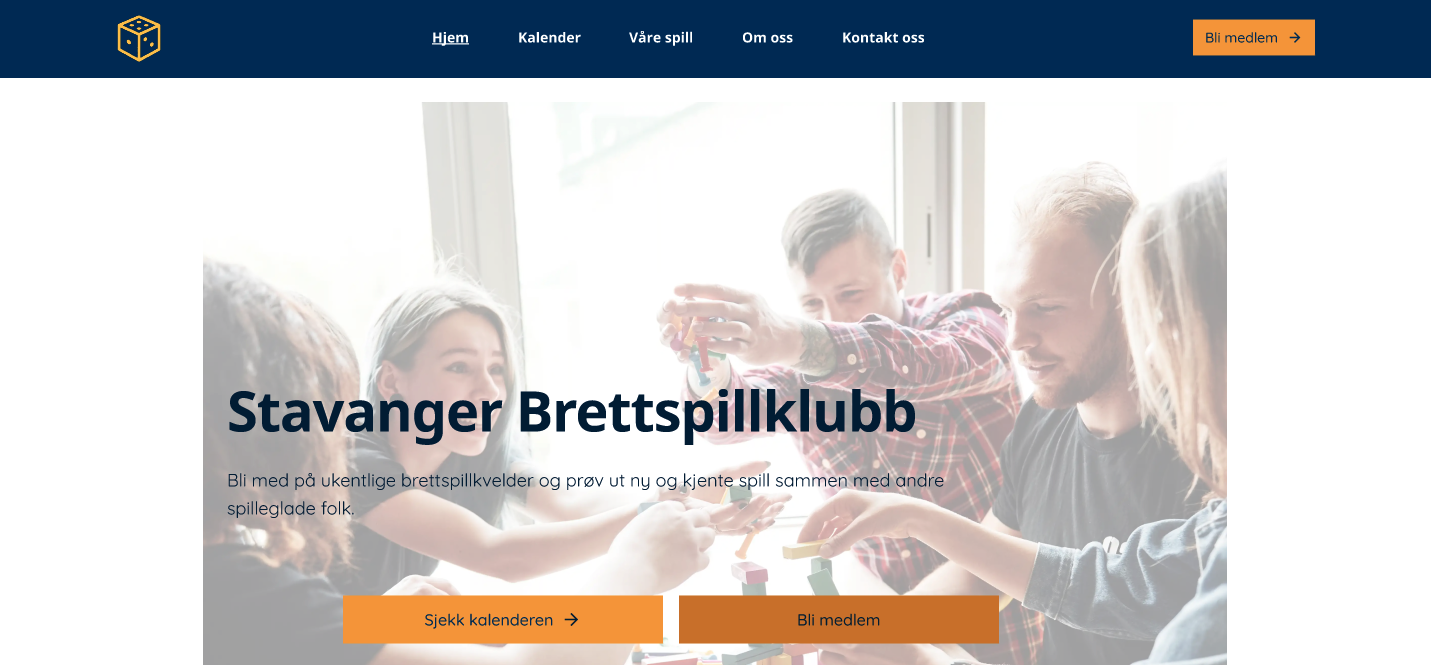 Hjem Kalender Våre spill Om oss Kontakt oss Bli medlem
Stavanger Brettspillklubb
Bli med på ukentlige brettspillkvelder og prøv ut ny og kjente spill sammen med andre
spilleglade folk.
Sjekk kalenderen Bli medlem